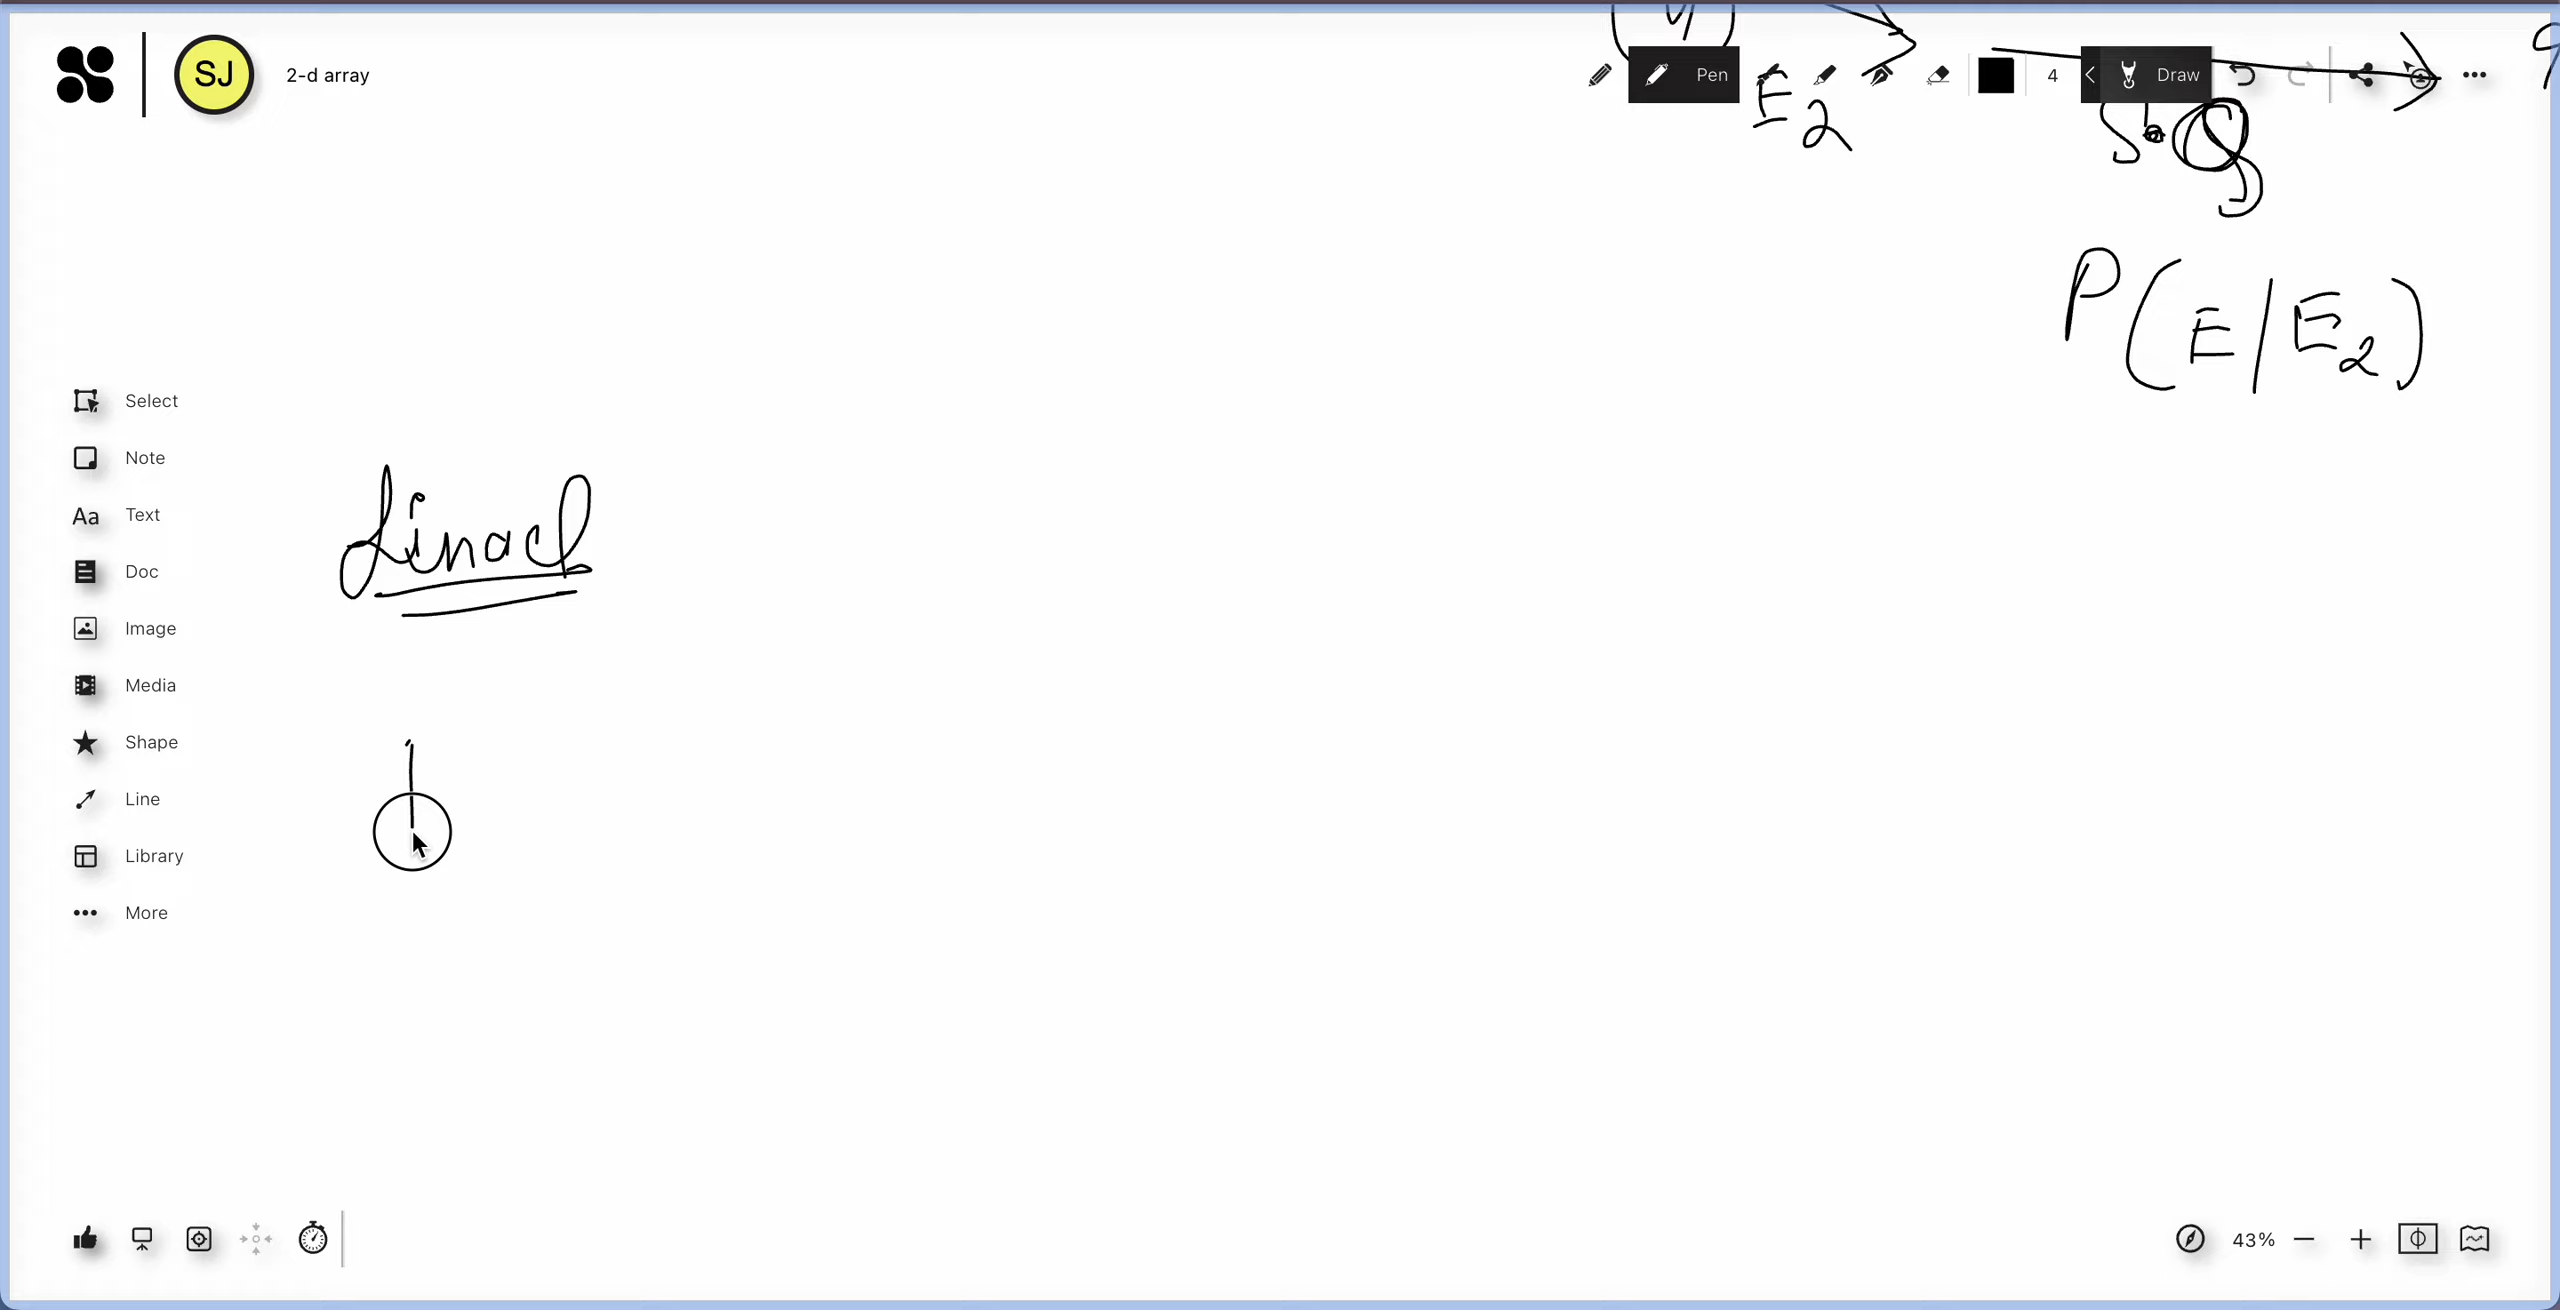 SJ 2-d array Pen 4 Draw
E2
P(E/E2)
Select
Note
Aa Text
Doc
Image
Media
Shape
Line
Library
More
43%